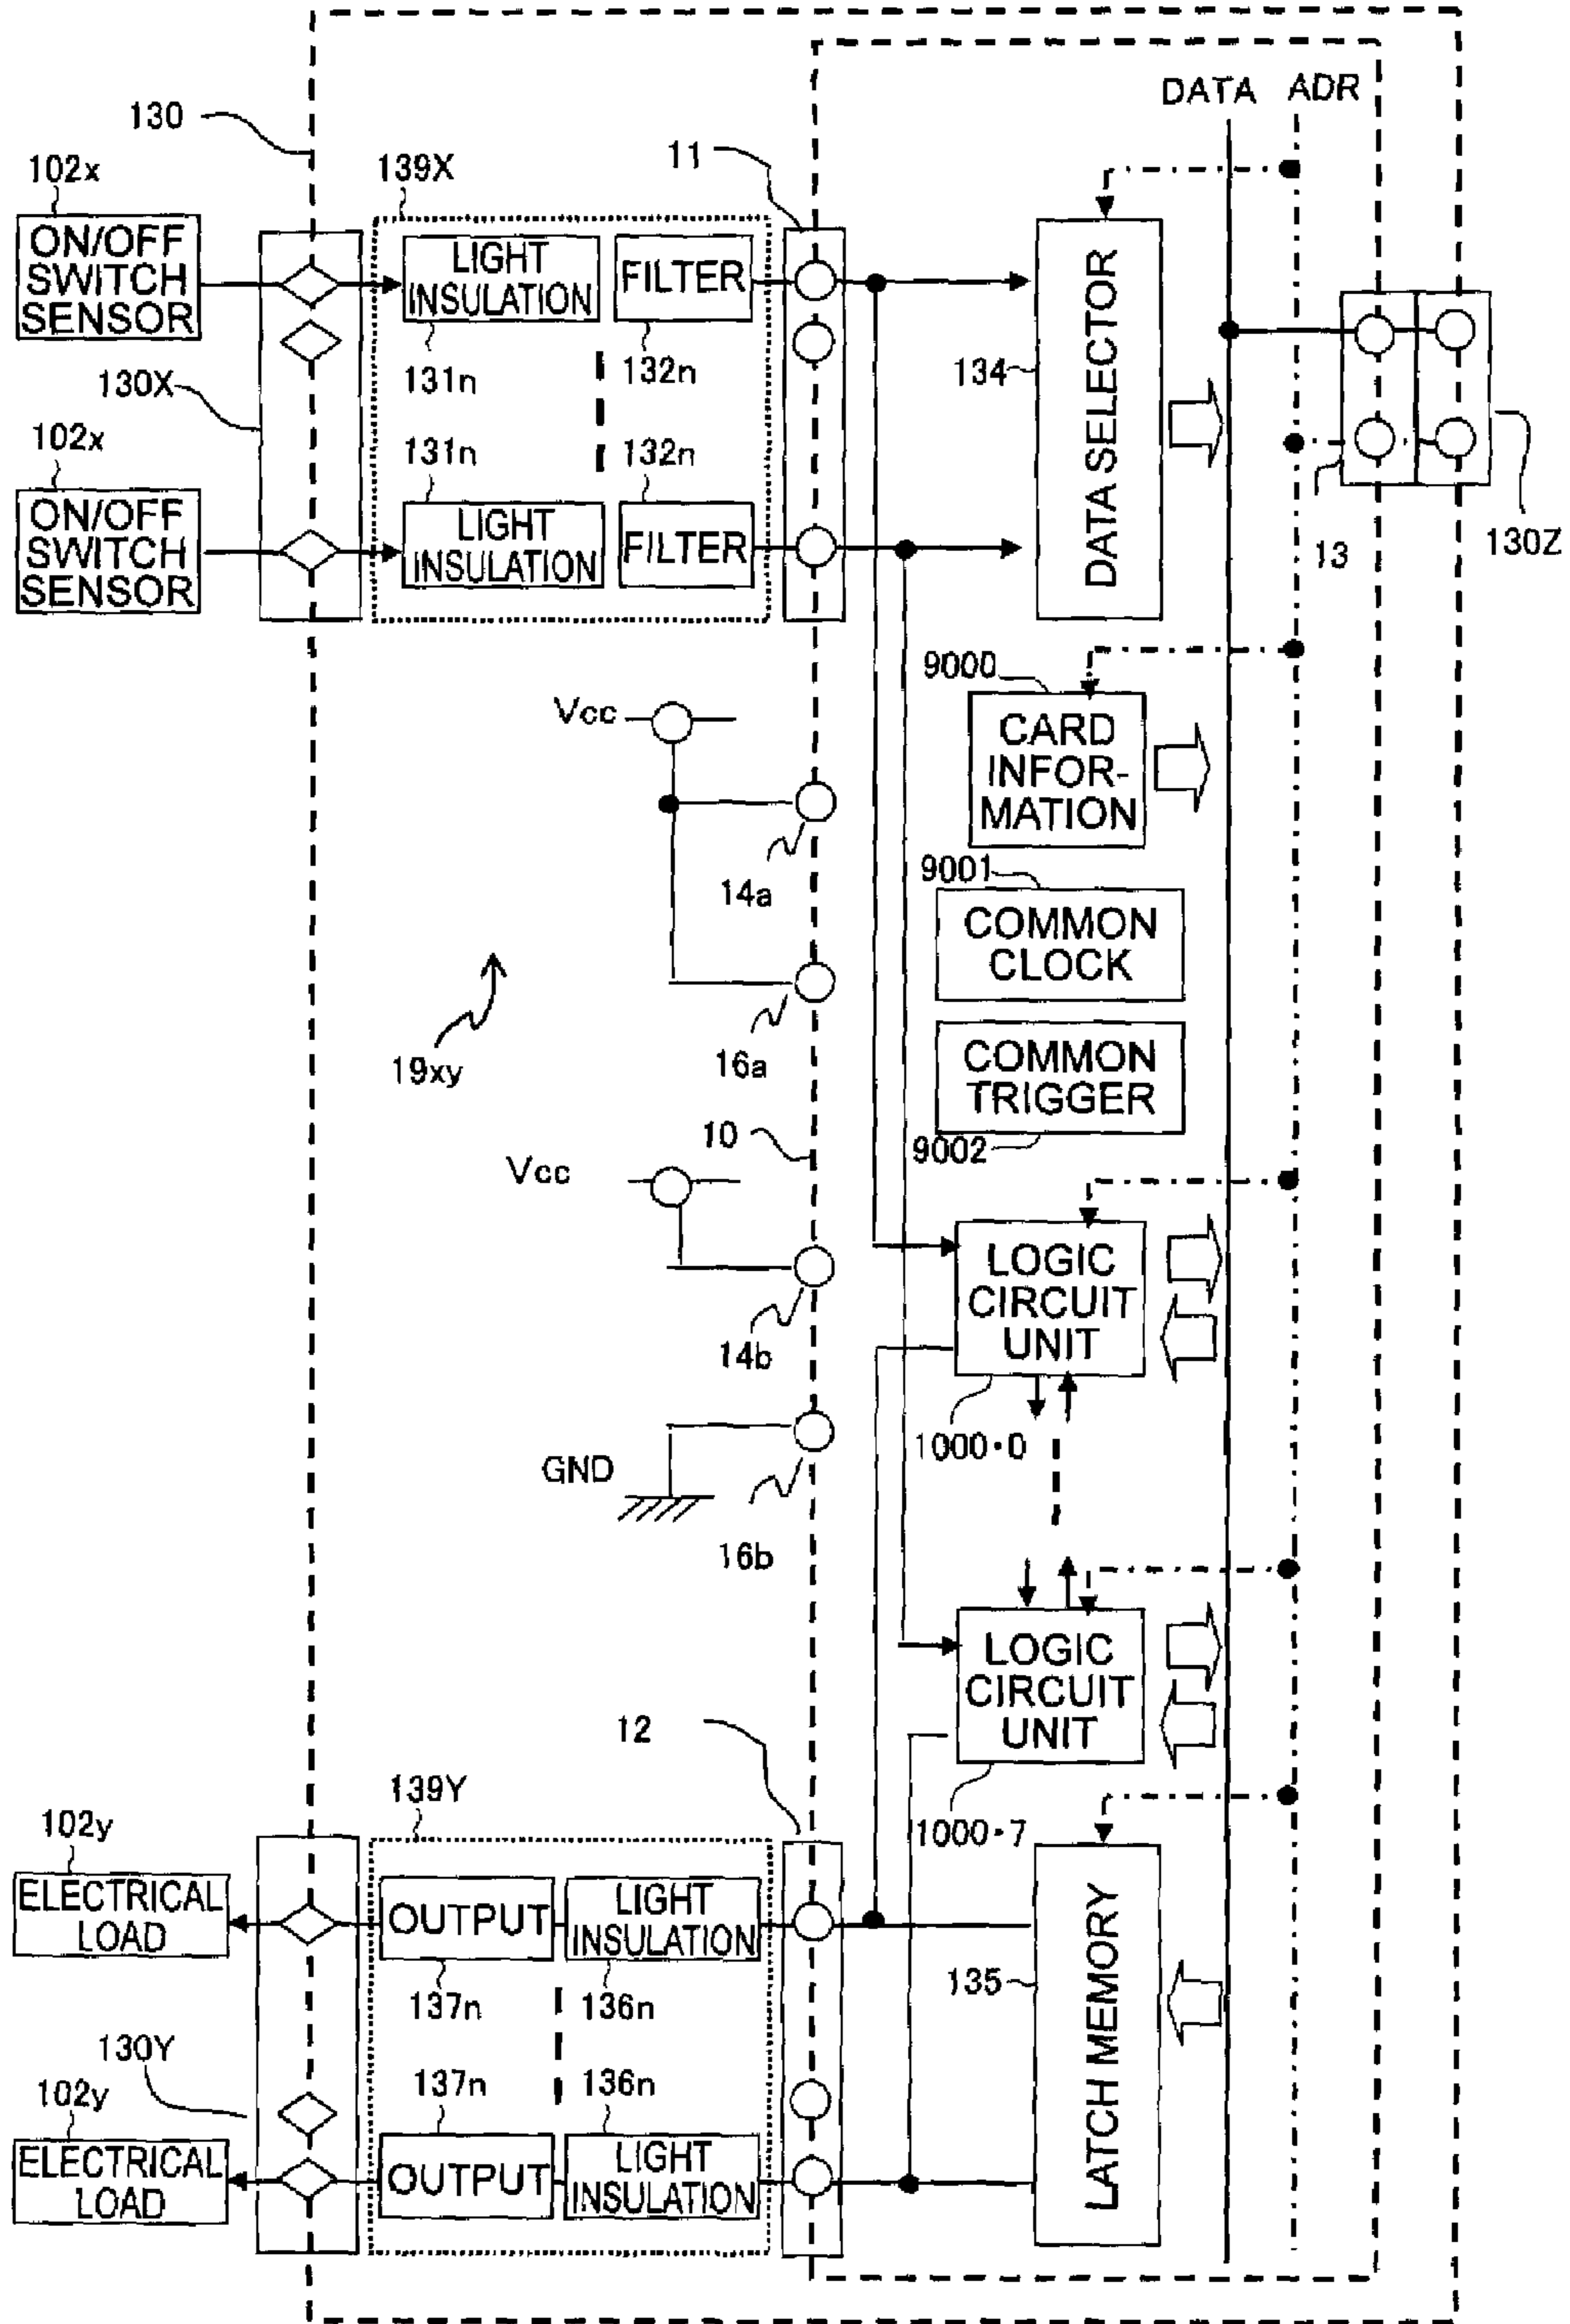 DATA ADR
130
11
139X
102x
ON/OFF
SWITCH
SENSOR
LIGHT
INSULATION
FILTER
131n
132n
134
DATA SELECTOR
130X
102x
131n
132n
ON/OFF
SWITCH
SENSOR
LIGHT
INSULATION
FILTER
13
130Z
9000
CARD
INFOR-
MATION
Vcc
14a
9001
COMMON
CLOCK
16a
19xy
COMMON
TRIGGER
9002
10
Vcc
14b
LOGIC
CIRCUIT
UNIT
1000·0
GND
16b
LOGIC
CIRCUIT
UNIT
1000·7
12
139Y
102y
ELECTRICAL
LOAD
OUTPUT
LIGHT
INSULATION
137n
136n
135
LATCH MEMORY
130Y
102y
137n
136n
ELECTRICAL
LOAD
OUTPUT
LIGHT
INSULATION